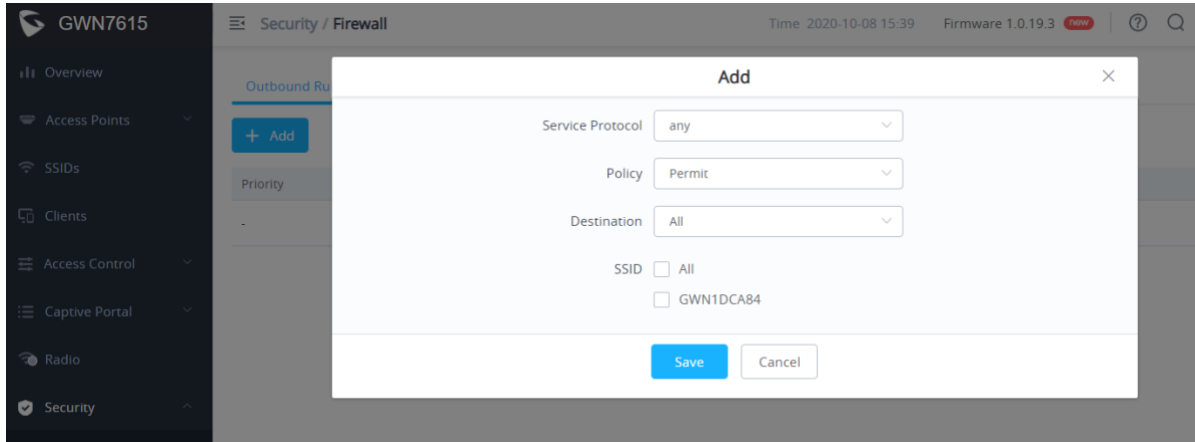 GWN7615
Security / Firewall
Time 2020-10-08 15:39
Firmware 1.0.19.3 new
Overview
Access Points
SSIDs
Clients
Access Control
Captive Portal
Radio
Security
Outbound Ru
+ Add
Priority
-
Add
Service Protocol any
Policy Permit
Destination All
SSID All
GWN1DCA84
Save Cancel